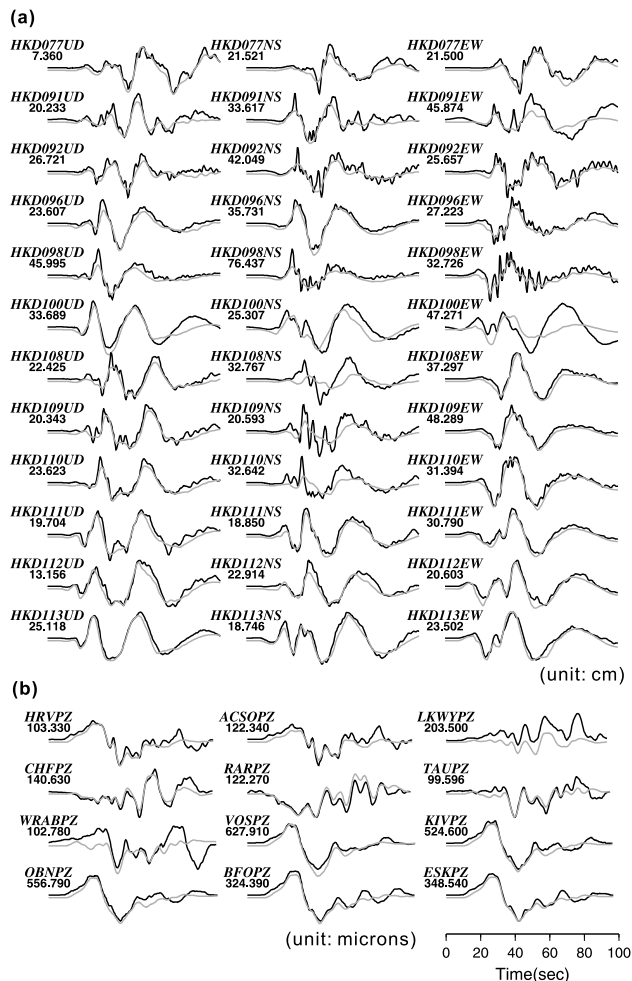 (a)
HKD077UD HKD077NS HKD077EW
7.360 21.521 21.500
HKD091UD HKD091NS HKD091EW
20.233 33.617 45.874
HKD092UD HKD092NS HKD092EW
26.721 42.049 25.657
HKD096UD HKD096NS HKD096EW
23.607 35.731 27.223
HKD098UD HKD098NS HKD098EW
45.995 76.437 32.726
HKD100UD HKD100NS HKD100EW
33.689 25.307 47.271
HKD108UD HKD108NS HKD108EW
22.425 32.767 37.297
HKD109UD HKD109NS HKD109EW
20.343 20.593 48.289
HKD110UD HKD110NS HKD110EW
23.623 32.642 31.394
HKD111UD HKD111NS HKD111EW
19.704 18.850 30.790
HKD112UD HKD112NS HKD112EW
13.156 22.914 20.603
HKD113UD HKD113NS HKD113EW
25.118 18.746 23.502
(unit: cm)
(b)
HRVPZ ACSOPZ LKWYPZ
103.330 122.340 203.500
CHFPZ RARPZ TAUPZ
140.630 122.270 99.596
WRABPZ VOSPZ KIVPZ
102.780 627.910 524.600
OBNPZ BFOPZ ESKPZ
556.790 324.390 348.540
(unit: microns)
0 20 40 60 80 100
Time(sec)